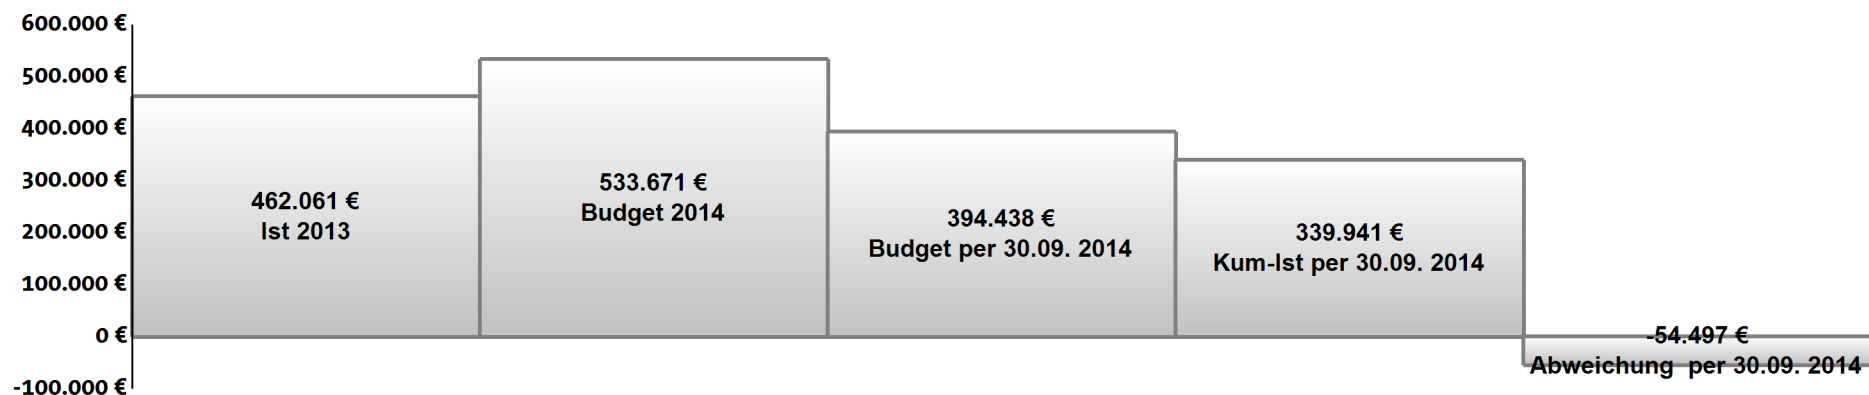 600.000 €
500.000 €
400.000 €
300.000 €
200.000 €
100.000 €
0 €
-100.000 €
462.061 €
Ist 2013
533.671 €
Budget 2014
394.438 €
Budget per 30.09. 2014
339.941 €
Kum-Ist per 30.09. 2014
-54.497 €
Abweichung  per 30.09. 2014